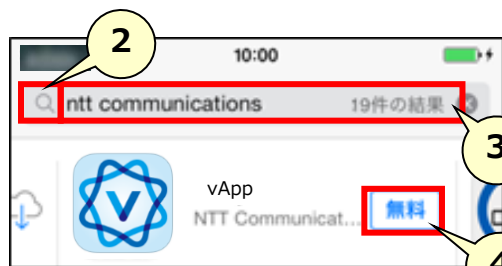 2
10:00
ntt communications 19件の結果
3
vApp
NTT Communicat...
無料
V